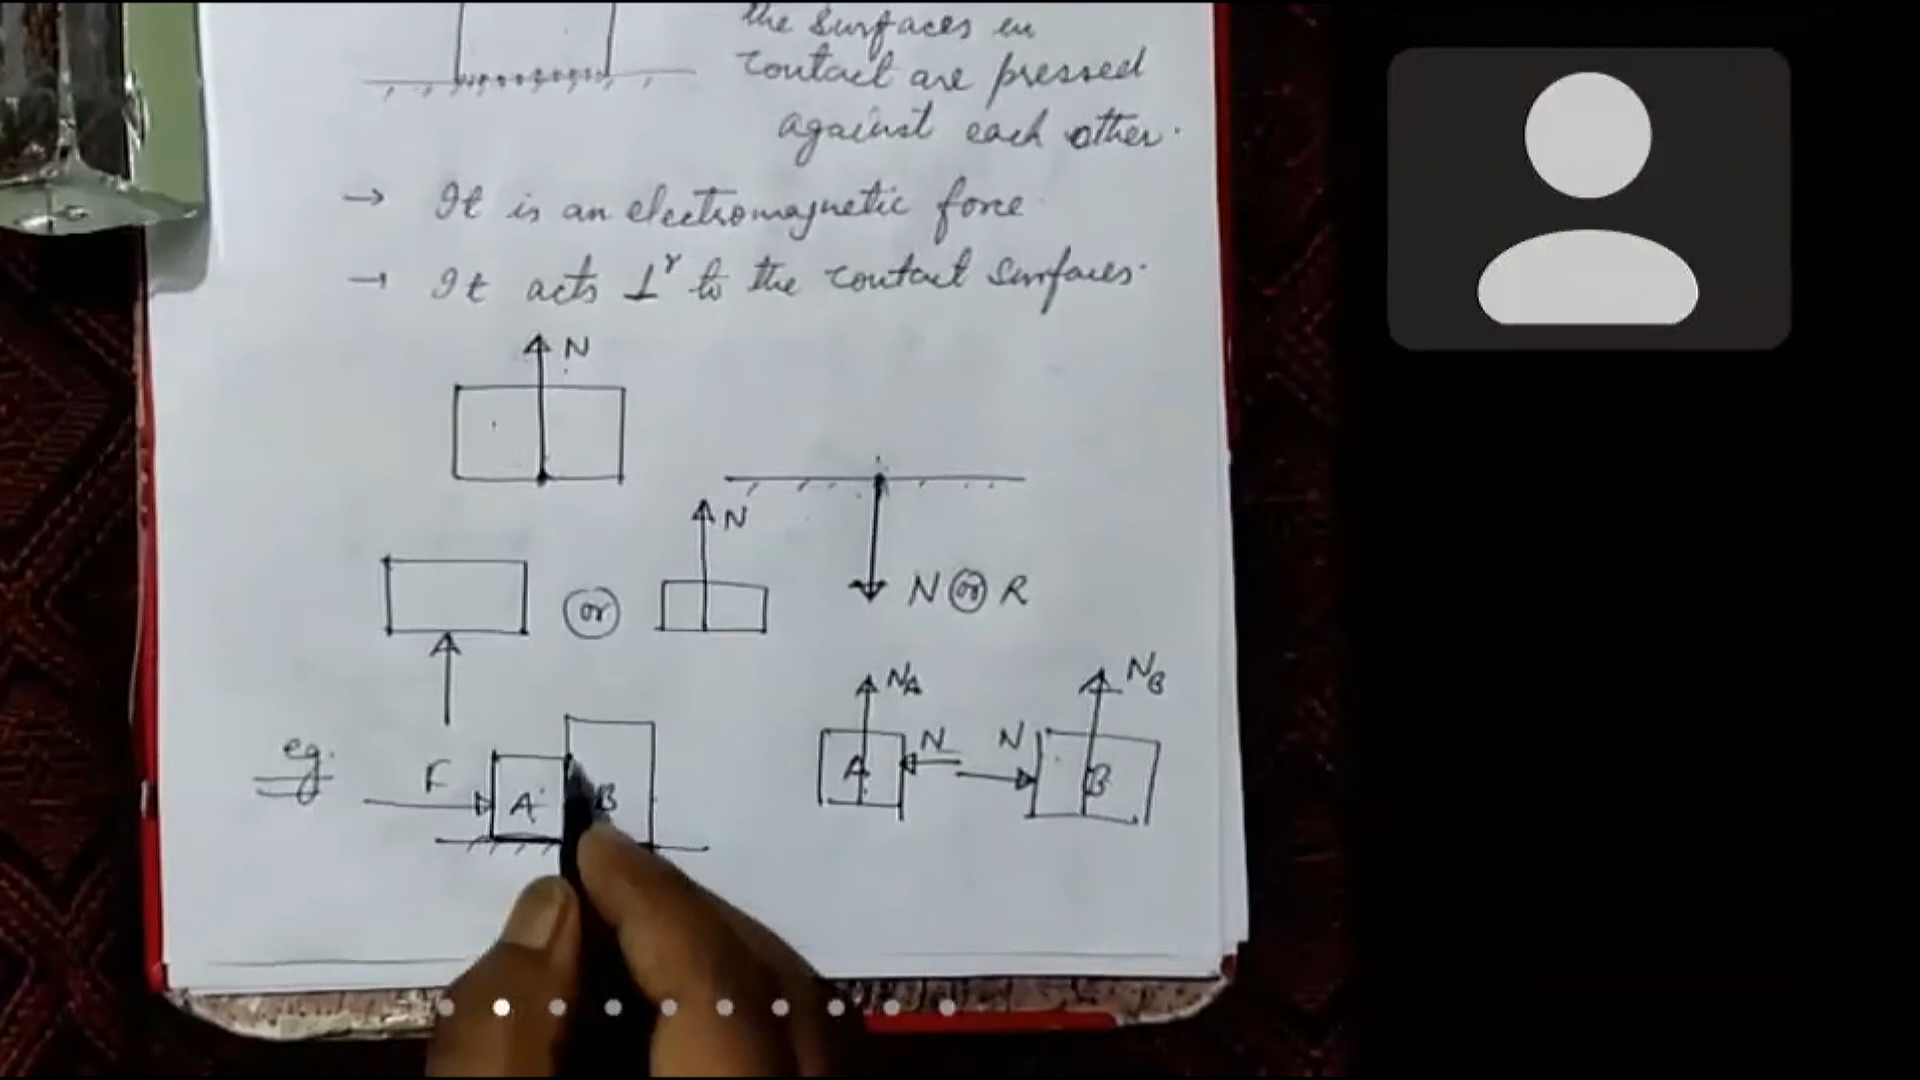 the surfaces in
contact are pressed
against each other.
→ It is an electromagnetic force
→ It acts ⊥ʳ to the contact surfaces.
N
N
or
N or R
eg.
F
A
B
NA
N
A
N
NB
B